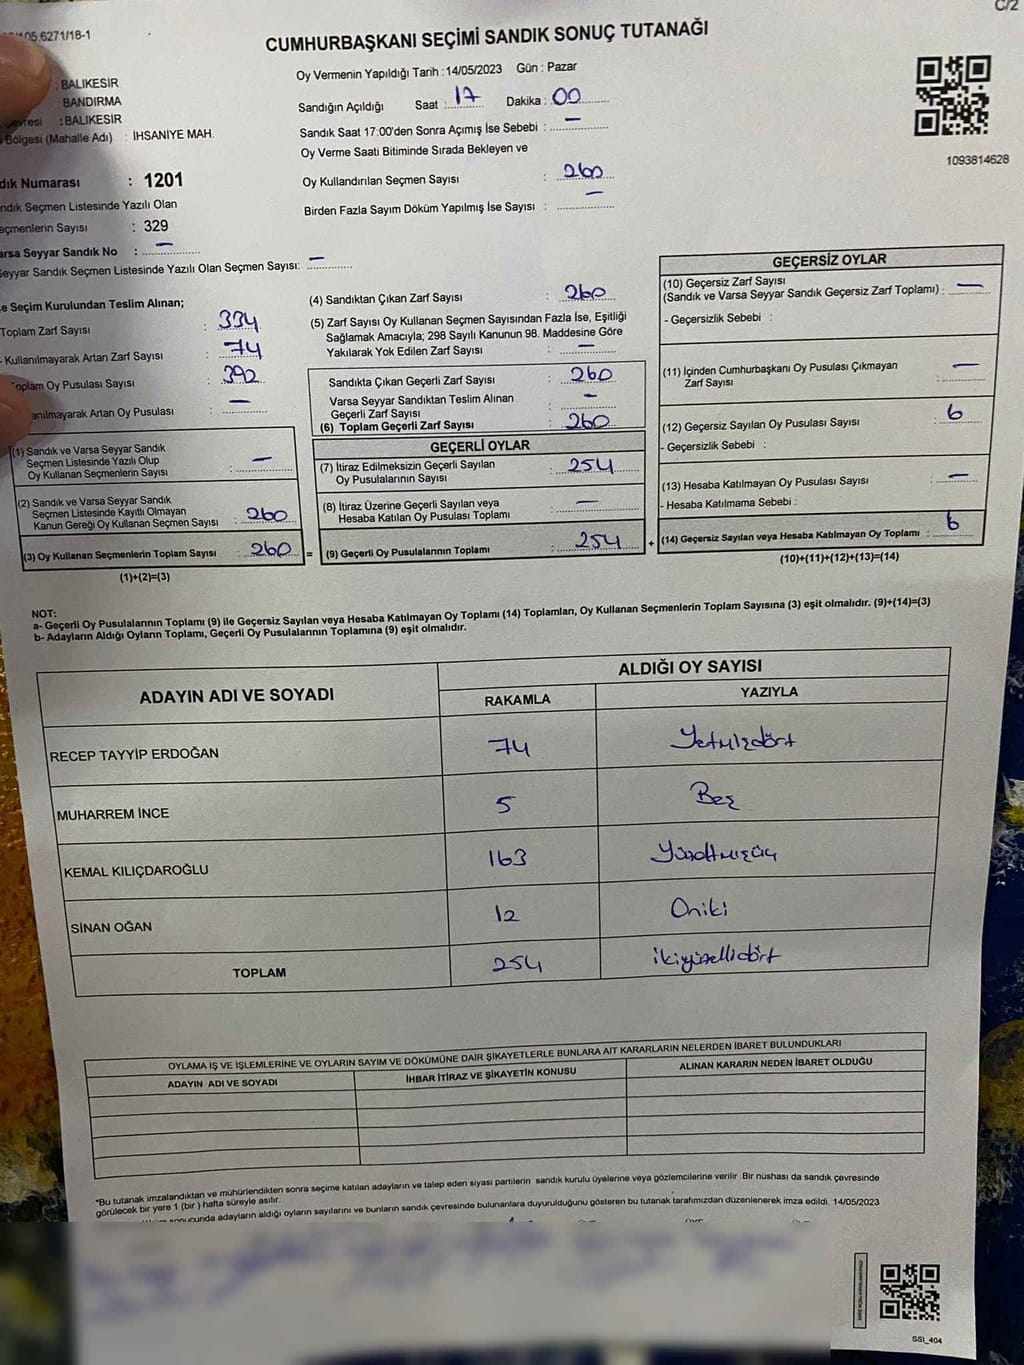 C/2
105.6271/18-1
CUMHURBAŞKANI SEÇİMİ SANDIK SONUÇ TUTANAĞI
Oy Vermenin Yapıldığı Tarih :14/05/2023 Gün : Pazar
: BALIKESİR
: BANDIRMA
Çevresi : BALIKESİR
Bölgesi (Mahalle Adı) : İHSANİYE MAH.
Sandığın Açıldığı Saat : 17 Dakika : 00
Sandık Saat 17:00'den Sonra Açımış İse Sebebi : —
Oy Verme Saati Bitiminde Sırada Bekleyen ve
Oy Kullandırılan Seçmen Sayısı : 260
Birden Fazla Sayım Döküm Yapılmış İse Sayısı : —
1093814628
dık Numarası : 1201
ndık Seçmen Listesinde Yazılı Olan
eçmenlerin Sayısı : 329
arsa Seyyar Sandık No : —
Seyyar Sandık Seçmen Listesinde Yazılı Olan Seçmen Sayısı: —
e Seçim Kurulundan Teslim Alınan;
Toplam Zarf Sayısı : 334
- Kullanılmayarak Artan Zarf Sayısı : 74
oplam Oy Pusulası Sayısı : 392
anılmayarak Artan Oy Pusulası : —
(1) Sandık ve Varsa Seyyar Sandık
Seçmen Listesinde Yazılı Olup
Oy Kullanan Seçmenlerin Sayısı : —
(2) Sandık ve Varsa Seyyar Sandık
Seçmen Listesinde Kayıtlı Olmayan
Kanun Gereği Oy Kullanan Seçmen Sayısı : 260
(3) Oy Kullanan Seçmenlerin Toplam Sayısı : 260 =
(1)+(2)=(3)
(4) Sandıktan Çıkan Zarf Sayısı : 260
(5) Zarf Sayısı Oy Kullanan Seçmen Sayısından Fazla İse, Eşitliği
Sağlamak Amacıyla; 298 Sayılı Kanunun 98. Maddesine Göre
Yakılarak Yok Edilen Zarf Sayısı : —
Sandıkta Çıkan Geçerli Zarf Sayısı : 260
Varsa Seyyar Sandıktan Teslim Alınan
Geçerli Zarf Sayısı : -
(6) Toplam Geçerli Zarf Sayısı : 260
GEÇERLİ OYLAR
(7) İtiraz Edilmeksizin Geçerli Sayılan
Oy Pusulalarının Sayısı : 254
(8) İtiraz Üzerine Geçerli Sayılan veya
Hesaba Katılan Oy Pusulası Toplamı : —
(9) Geçerli Oy Pusulalarının Toplamı : 254 +
GEÇERSİZ OYLAR
(10) Geçersiz Zarf Sayısı
(Sandık ve Varsa Seyyar Sandık Geçersiz Zarf Toplamı) : —
- Geçersizlik Sebebi :
(11) İçinden Cumhurbaşkanı Oy Pusulası Çıkmayan
Zarf Sayısı : —
(12) Geçersiz Sayılan Oy Pusulası Sayısı : 6
- Geçersizlik Sebebi :
(13) Hesaba Katılmayan Oy Pusulası Sayısı : —
- Hesaba Katılmama Sebebi :
(14) Geçersiz Sayılan veya Hesaba Katılmayan Oy Toplamı : 6
(10)+(11)+(12)+(13)=(14)
NOT:
a- Geçerli Oy Pusulalarının Toplamı (9) ile Geçersiz Sayılan veya Hesaba Katılmayan Oy Toplamı (14) Toplamları, Oy Kullanan Seçmenlerin Toplam Sayısına (3) eşit olmalıdır. (9)+(14)=(3)
b- Adayların Aldığı Oyların Toplamı, Geçerli Oy Pusulalarının Toplamına (9) eşit olmalıdır.
ADAYIN ADI VE SOYADI
ALDIĞI OY SAYISI
RAKAMLA YAZIYLA
RECEP TAYYİP ERDOĞAN 74 Yetmişdört
MUHARREM İNCE 5 Beş
KEMAL KILIÇDAROĞLU 163 Yüzaltmışüç
SİNAN OĞAN 12 Oniki
TOPLAM 254 ikiyüzellidört
OYLAMA İŞ VE İŞLEMLERİNE VE OYLARIN SAYIM VE DÖKÜMÜNE DAİR ŞİKAYETLERLE BUNLARA AİT KARARLARIN NELERDEN İBARET BULUNDUKLARI
ADAYIN ADI VE SOYADI İHBAR İTİRAZ VE ŞİKAYETİN KONUSU ALINAN KARARIN NEDEN İBARET OLDUĞU
*Bu tutanak imzalandıktan ve mühürlendikten sonra seçime katılan adayların ve talep eden siyasi partilerin sandık kurulu üyelerine veya gözlemcilerine verilir. Bir nüshası da sandık çevresinde
görülecek bir yere 1 (bir ) hafta süreyle asılır.
sonucunda adayların aldığı oyların sayılarını ve bunların sandık çevresinde bulunanlara duyurulduğunu gösteren bu tutanak tarafımızdan düzenlenerek imza edildi. 14/05/2023
SSI_404